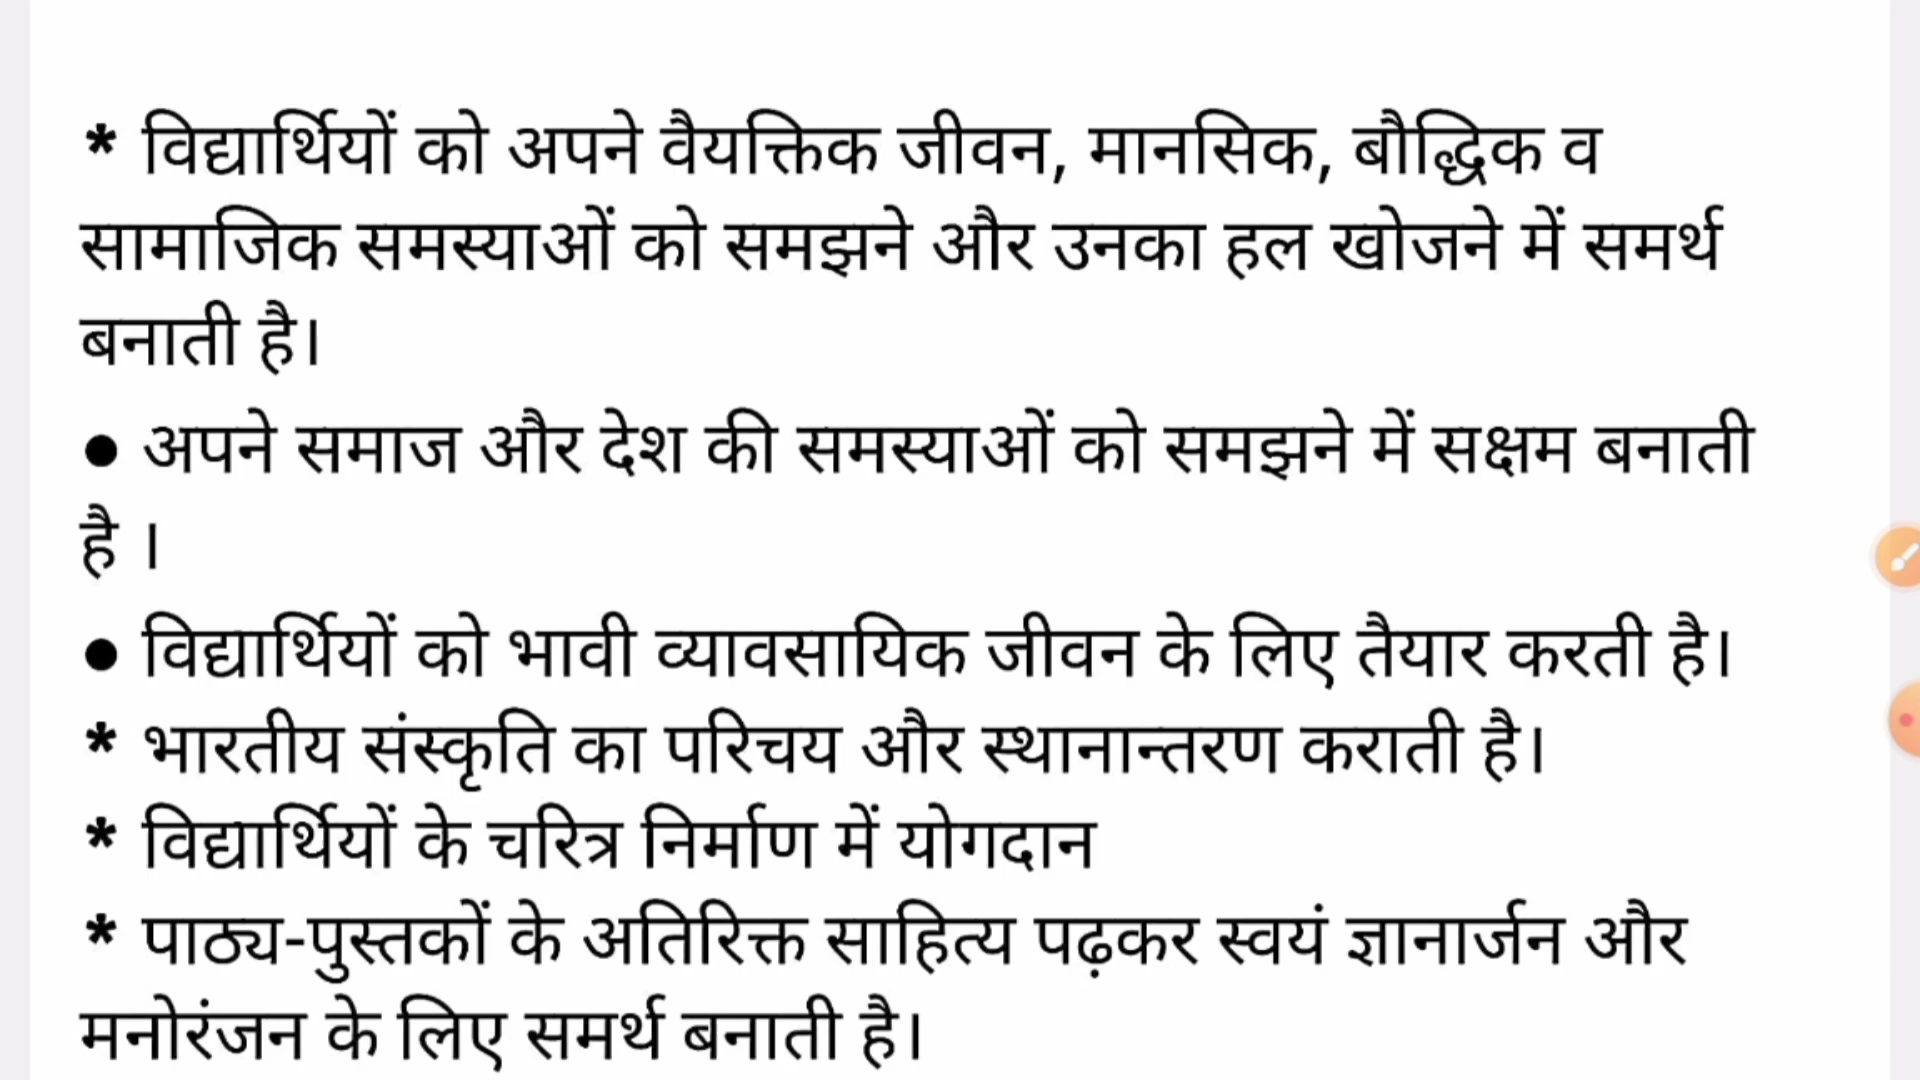 * विद्यार्थियों को अपने वैयक्तिक जीवन, मानसिक, बौद्धिक व
सामाजिक समस्याओं को समझने और उनका हल खोजने में समर्थ
बनाती है।
● अपने समाज और देश की समस्याओं को समझने में सक्षम बनाती
है ।
● विद्यार्थियों को भावी व्यावसायिक जीवन के लिए तैयार करती है।
* भारतीय संस्कृति का परिचय और स्थानान्तरण कराती है।
* विद्यार्थियों के चरित्र निर्माण में योगदान
* पाठ्य-पुस्तकों के अतिरिक्त साहित्य पढ़कर स्वयं ज्ञानार्जन और
मनोरंजन के लिए समर्थ बनाती है।